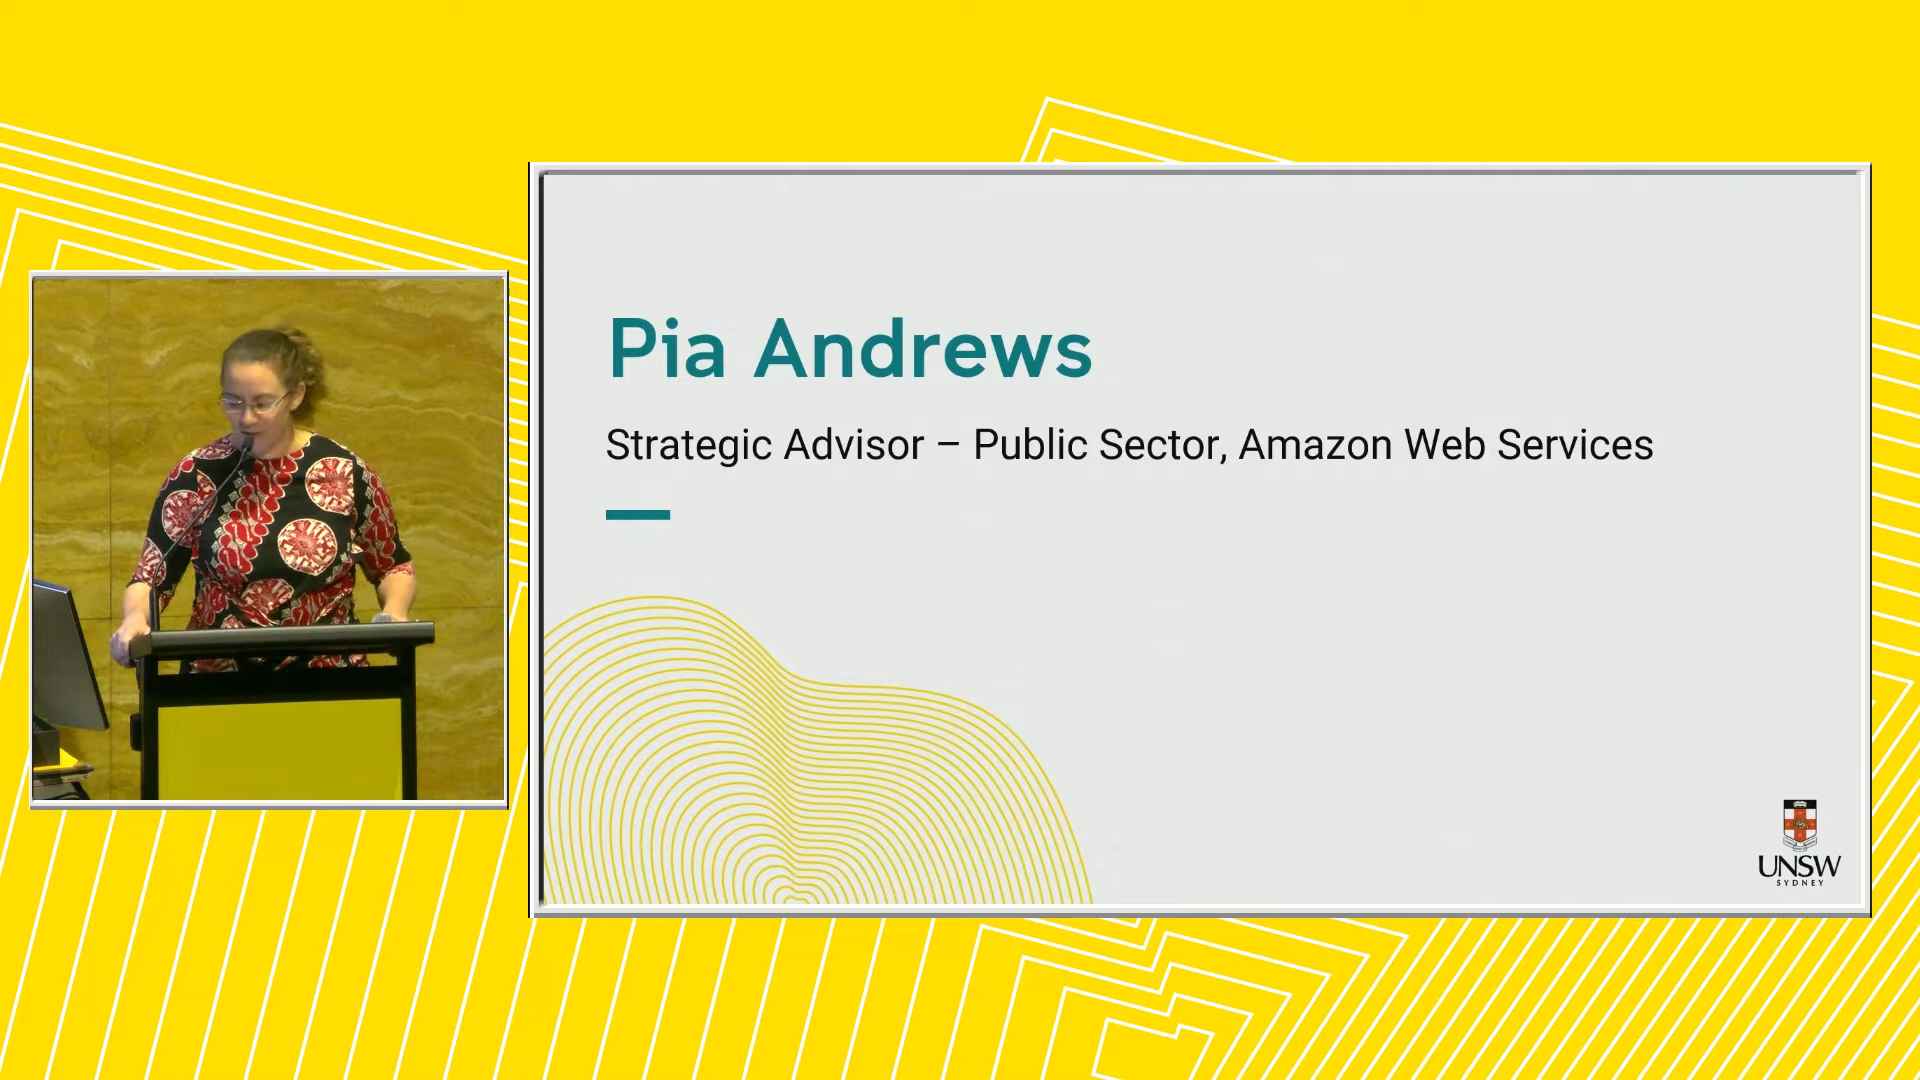 Pia Andrews
Strategic Advisor – Public Sector, Amazon Web Services
UNSW
SYDNEY